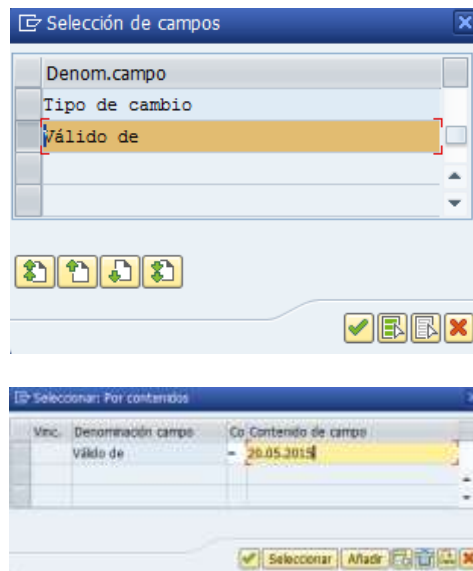 Selección de campos
Denom.campo
Tipo de cambio
Válido de
Seleccionar: Por contenidos
Vinc. Denominación campo Co Contenido de campo
Válido de = 20.05.2015
Seleccionar Añadir